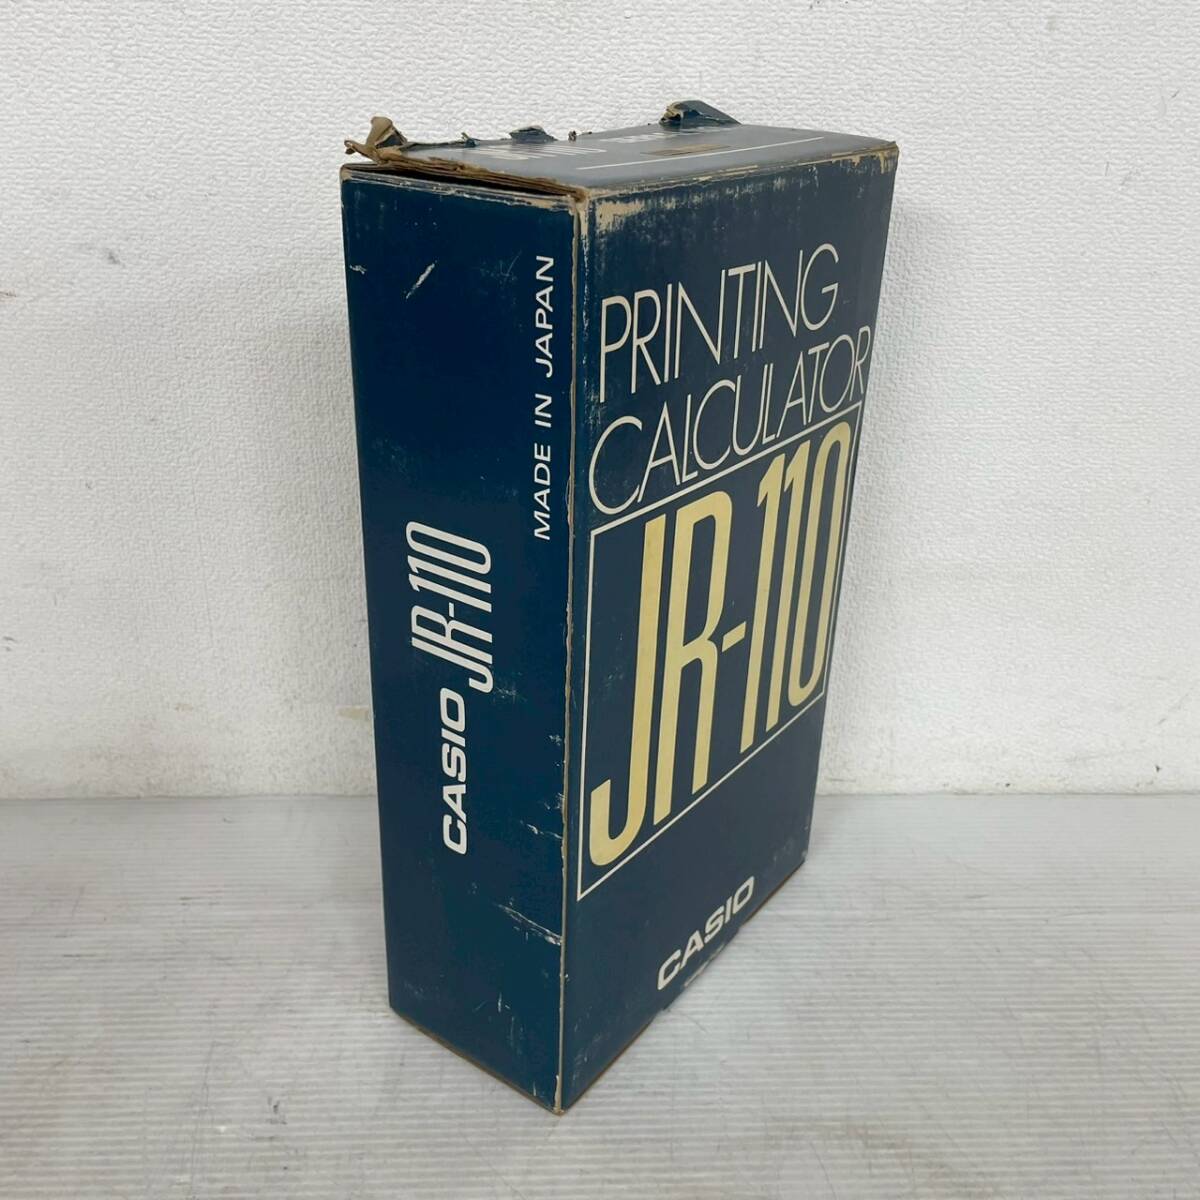 PRINTING
CALCULATOR
JR-110
CASIO
CASIO JR-110
MADE IN JAPAN